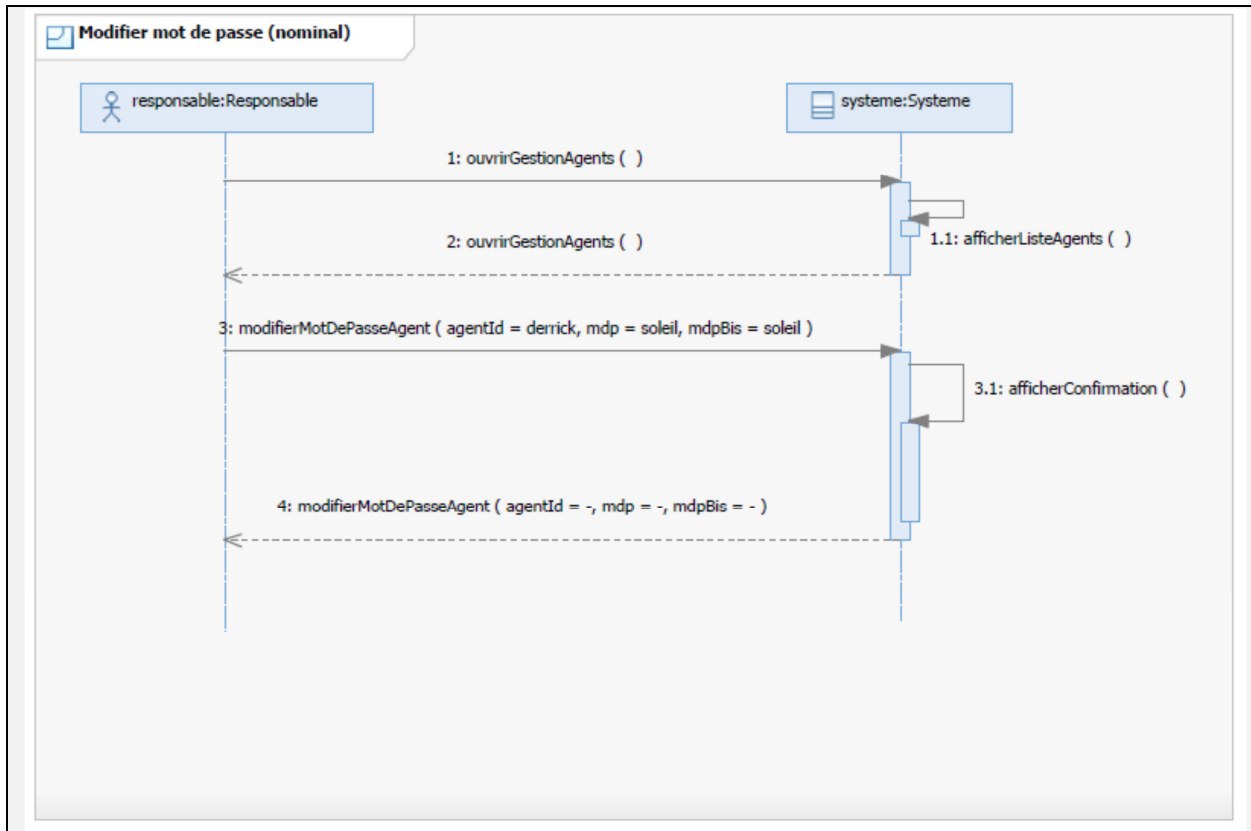 Modifier mot de passe (nominal)
responsable:Responsable
systeme:Systeme
1: ouvrirGestionAgents ( )
1.1: afficherListeAgents ( )
2: ouvrirGestionAgents ( )
3: modifierMotDePasseAgent ( agentId = derrick, mdp = soleil, mdpBis = soleil )
3.1: afficherConfirmation ( )
4: modifierMotDePasseAgent ( agentId = -, mdp = -, mdpBis = - )